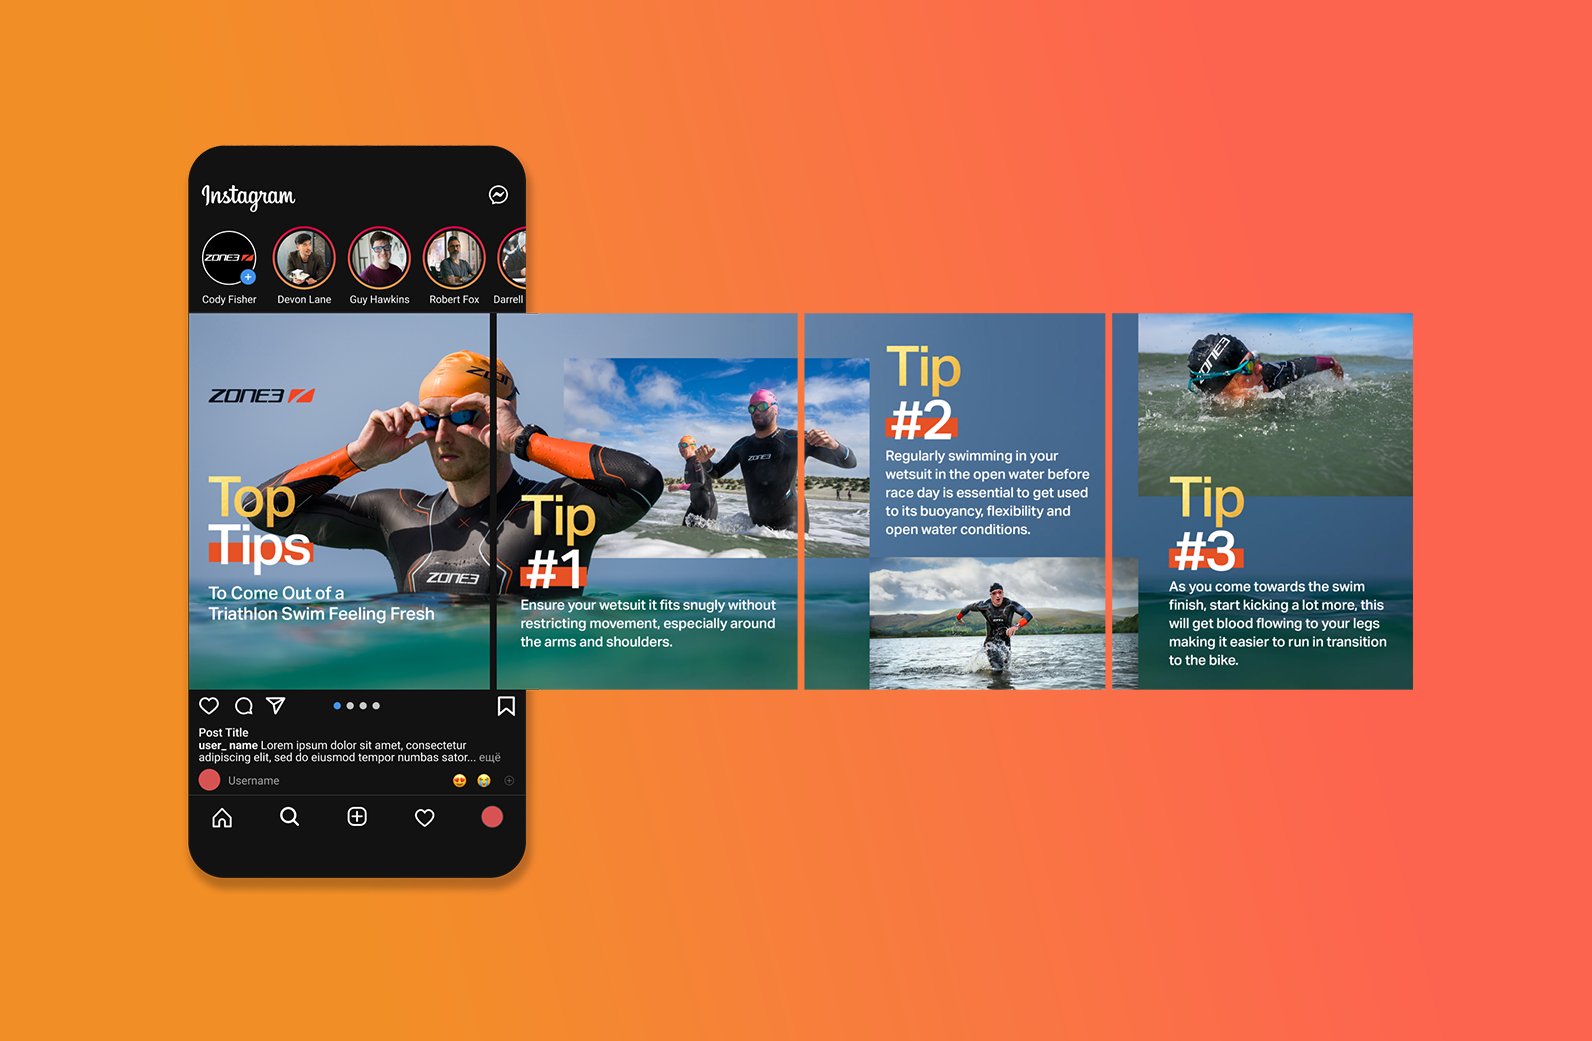 Instagram
ZONE3
Cody Fisher
Devon Lane
Guy Hawkins
Robert Fox
Darrell
ZONE3
Top
Tips
To Come Out of a
Triathlon Swim Feeling Fresh
ZONE3
ZONE3
Tip
#1
Ensure your wetsuit it fits snugly without
restricting movement, especially around
the arms and shoulders.
ZONE3
Tip
#2
Regularly swimming in your
wetsuit in the open water before
race day is essential to get used
to its buoyancy, flexibility and
open water conditions.
ZONE3
Tip
#3
As you come towards the swim
finish, start kicking a lot more, this
will get blood flowing to your legs
making it easier to run in transition
to the bike.
Post Title
user_ name Lorem ipsum dolor sit amet, consectetur
adipiscing elit, sed do eiusmod tempor numbas sator... ещё
Username